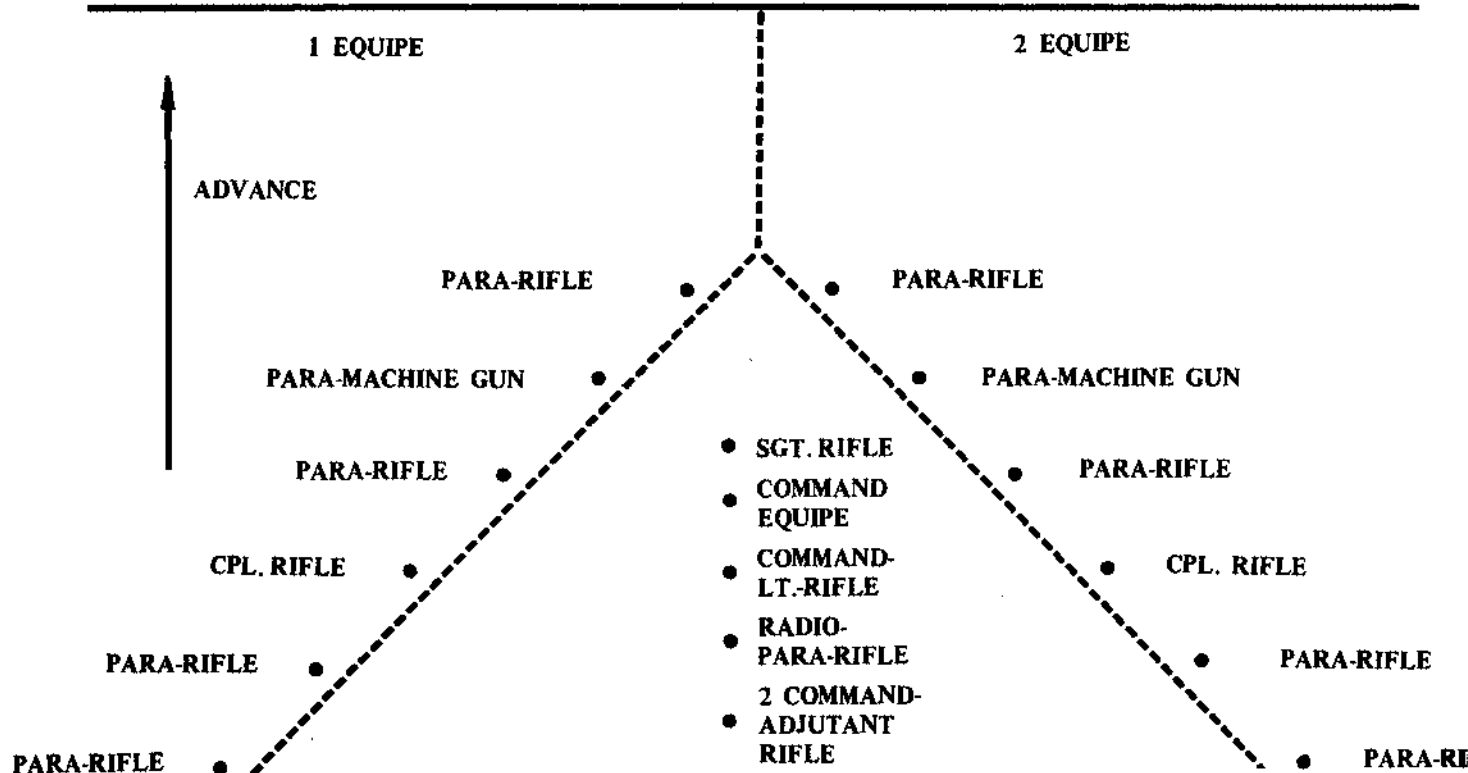 1 EQUIPE
2 EQUIPE
ADVANCE
PARA-RIFLE
PARA-RIFLE
PARA-MACHINE GUN
PARA-MACHINE GUN
SGT. RIFLE
PARA-RIFLE
PARA-RIFLE
COMMAND
EQUIPE
CPL. RIFLE
COMMAND-
LT.-RIFLE
CPL. RIFLE
PARA-RIFLE
RADIO-
PARA-RIFLE
PARA-RIFLE
2 COMMAND-
ADJUTANT
RIFLE
PARA-RIFLE